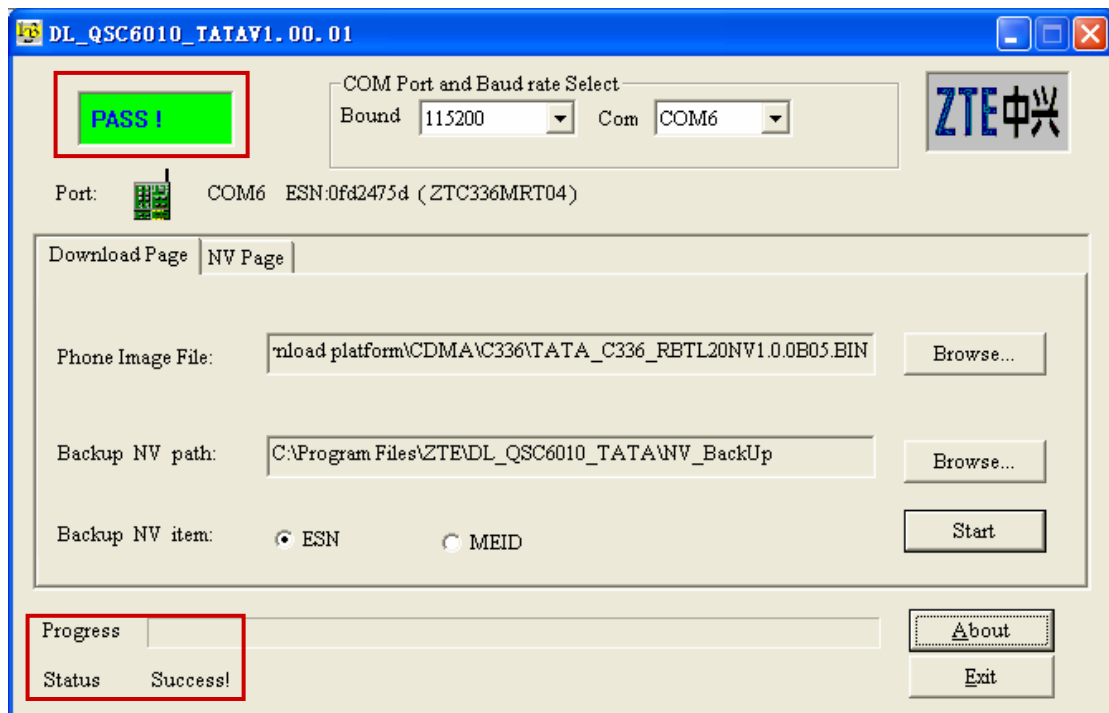 DL_QSC6010_TATAV1.00.01
PASS !
COM Port and Baud rate Select
Bound 115200 Com COM6
ZTE中兴
Port: COM6 ESN:0fd2475d (ZTC336MRT04)
Download Page NV Page
Phone Image File: nload platform\CDMA\C336\TATA_C336_RBTL20NV1.0.0B05.BIN Browse...
Backup NV path: C:\Program Files\ZTE\DL_QSC6010_TATA\NV_BackUp Browse...
Backup NV item: ESN MEID Start
Progress About
Status Success! Exit